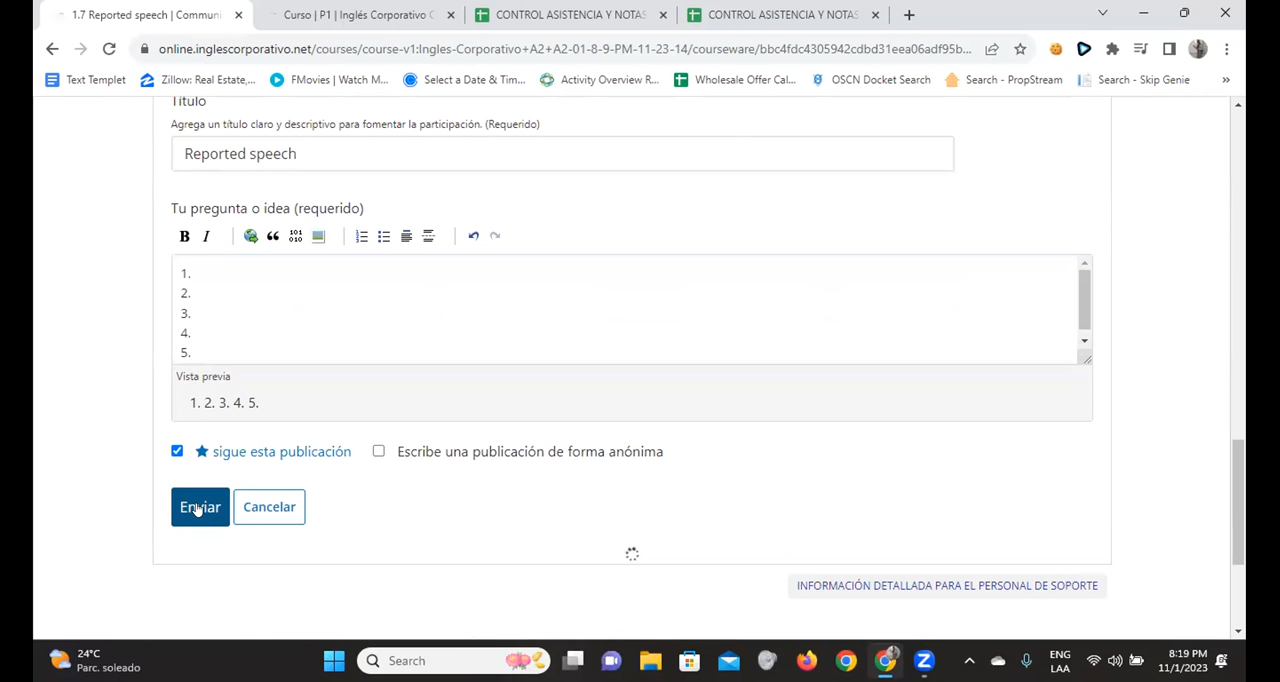 1.7 Reported speech | Communi
Curso | P1 | Inglés Corporativo C
CONTROL ASISTENCIA Y NOTAS
CONTROL ASISTENCIA Y NOTAS
online.inglescorporativo.net/courses/course-v1:Ingles-Corporativo+A2+A2-01-8-9-PM-11-23-14/courseware/bbc4fdc4305942cdbd31eea06adf95b...
Text Templet
Zillow: Real Estate,...
FMovies | Watch M...
Select a Date & Tim...
Activity Overview R...
Wholesale Offer Cal...
OSCN Docket Search
Search - PropStream
Search - Skip Genie
»
Título
Agrega un título claro y descriptivo para fomentar la participación. (Requerido)
Reported speech
Tu pregunta o idea (requerido)
B I
1.
2.
3.
4.
5.
Vista previa
1. 2. 3. 4. 5.
sigue esta publicación
Escribe una publicación de forma anónima
Enviar
Cancelar
INFORMACIÓN DETALLADA PARA EL PERSONAL DE SOPORTE
24°C
Parc. soleado
Search
ENG
LAA
8:19 PM
11/1/2023